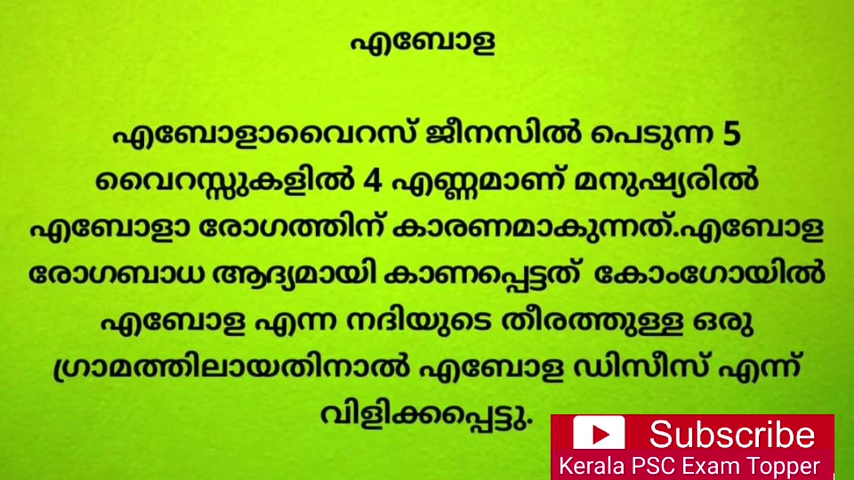 എബോള
എബോളാവൈറസ് ജീനസിൽ പെടുന്ന 5
വൈറസ്സുകളിൽ 4 എണ്ണമാണ് മനുഷ്യരിൽ
എബോളാ രോഗത്തിന് കാരണമാകുന്നത്.എബോള
രോഗബാധ ആദ്യമായി കാണപ്പെട്ടത് കോംഗോയിൽ
എബോള എന്ന നദിയുടെ തീരത്തുള്ള ഒരു
ഗ്രാമത്തിലായതിനാൽ എബോള ഡിസീസ് എന്ന്
വിളിക്കപ്പെട്ടു.
Subscribe
Kerala PSC Exam Topper